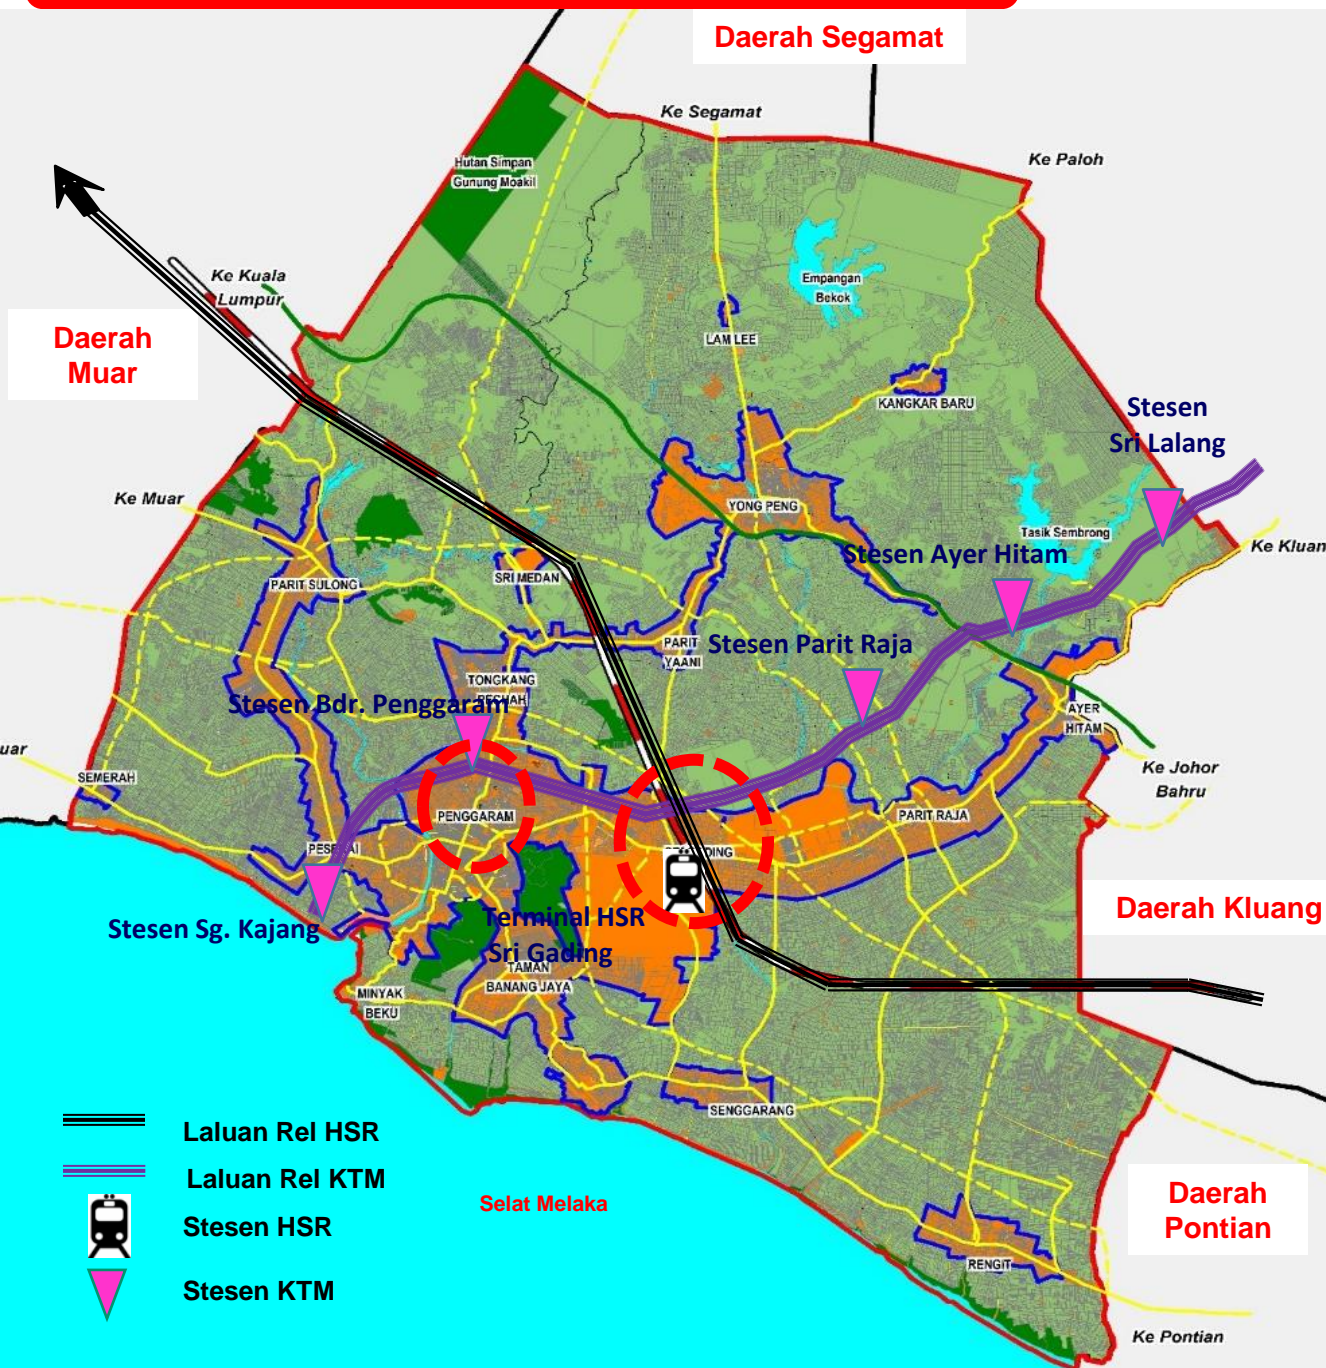 Daerah Segamat
Ke Segamat
Ke Paloh
Hutan Simpan
Gunung Moakil
Ke Kuala
Lumpur
Empangan
Bekok
Daerah
Muar
LAM LEE
KANGKAR BARU
Stesen
Sri Lalang
Ke Muar
YONG PENG
Tasik Sembrong
Ke Kluan
Stesen Ayer Hitam
PARIT SULONG
SRI MEDAN
PARIT
YAANI
Stesen Parit Raja
TONGKANG
PECHAH
Stesen Bdr. Penggaram
AYER
HITAM
uar
SEMERAH
Ke Johor
Bahru
PENGGARAM
PARIT RAJA
DING
Stesen Sg. Kajang
Terminal HSR
Sri Gading
Daerah Kluang
TAMAN
BANANG JAYA
MINYAK
BEKU
SENGGARANG
Laluan Rel HSR
Laluan Rel KTM
Stesen HSR
Stesen KTM
Selat Melaka
Daerah
Pontian
RENGIT
Ke Pontian